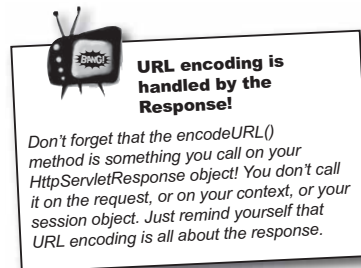 BANG!
URL encoding is
handled by the
Response!
Don't forget that the encodeURL()
method is something you call on your
HttpServletResponse object! You don't call
it on the request, or on your context, or your
session object. Just remind yourself that
URL encoding is all about the response.